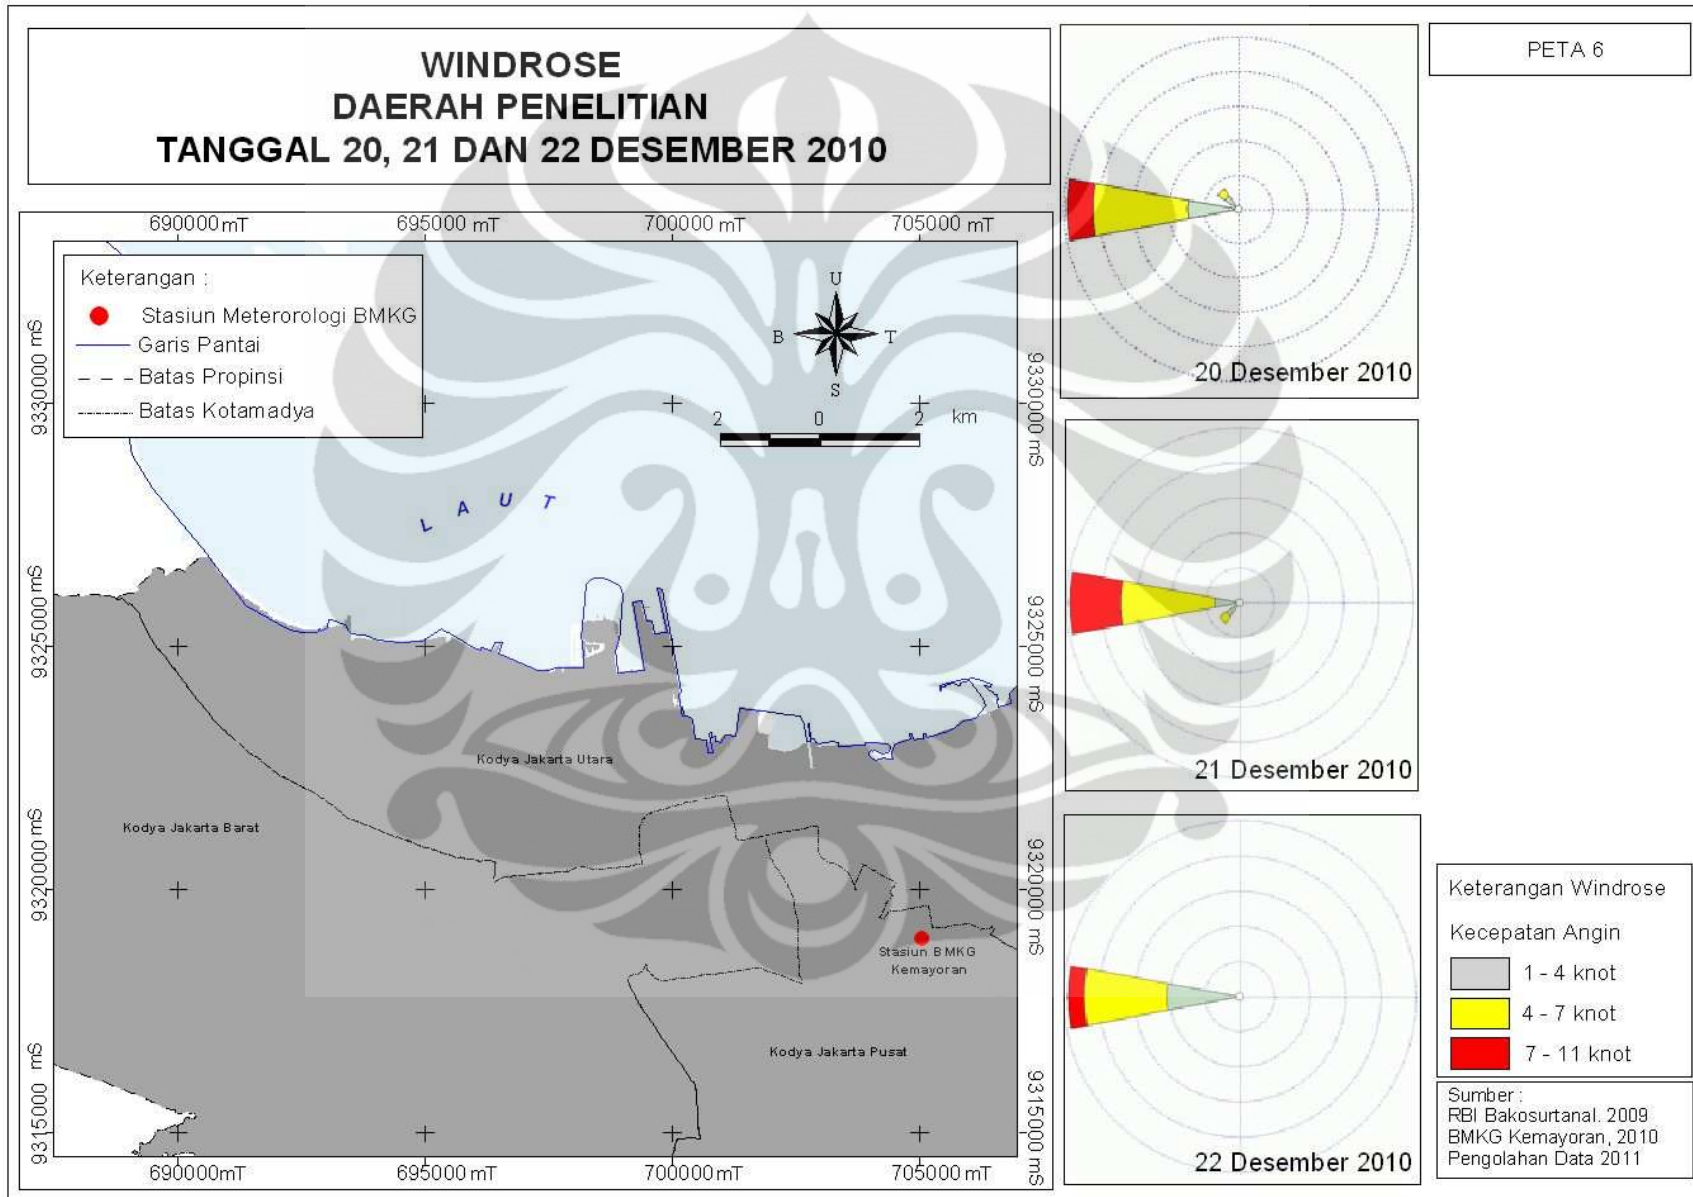 WINDROSE
DAERAH PENELITIAN
TANGGAL 20, 21 DAN 22 DESEMBER 2010
PETA 6
690000 mT
695000 mT
700000 mT
705000 mT
Keterangan :
Stasiun Meterorologi BMKG
Garis Pantai
Batas Propinsi
Batas Kotamadya
U
B
T
S
2 0 2 km
9330000 mS
9330000 mS
LAUT
9325000 mS
9325000 mS
Kodya Jakarta Utara
Kodya Jakarta Barat
9320000 mS
9320000 mS
Stasiun BMKG
Kemayoran
Kodya Jakarta Pusat
9315000 mS
9315000 mS
690000mT
695000mT
700000mT
705000mT
20 Desember 2010
21 Desember 2010
22 Desember 2010
Keterangan Windrose
Kecepatan Angin
1 - 4 knot
4 - 7 knot
7 - 11 knot
Sumber :
RBI Bakosurtanal. 2009
BMKG Kemayoran, 2010
Pengolahan Data 2011